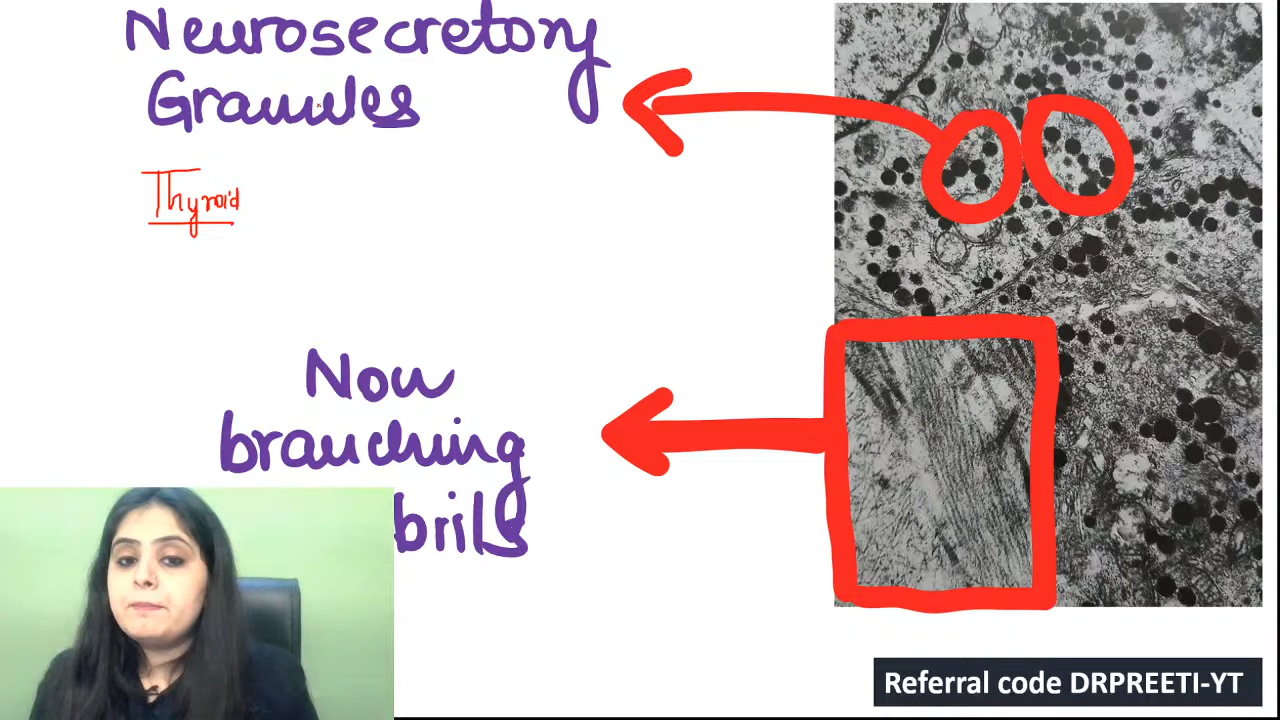 Neurosecretory
Granules
Thyroid
Non
branching
brils
Referral code DRPREETI-YT